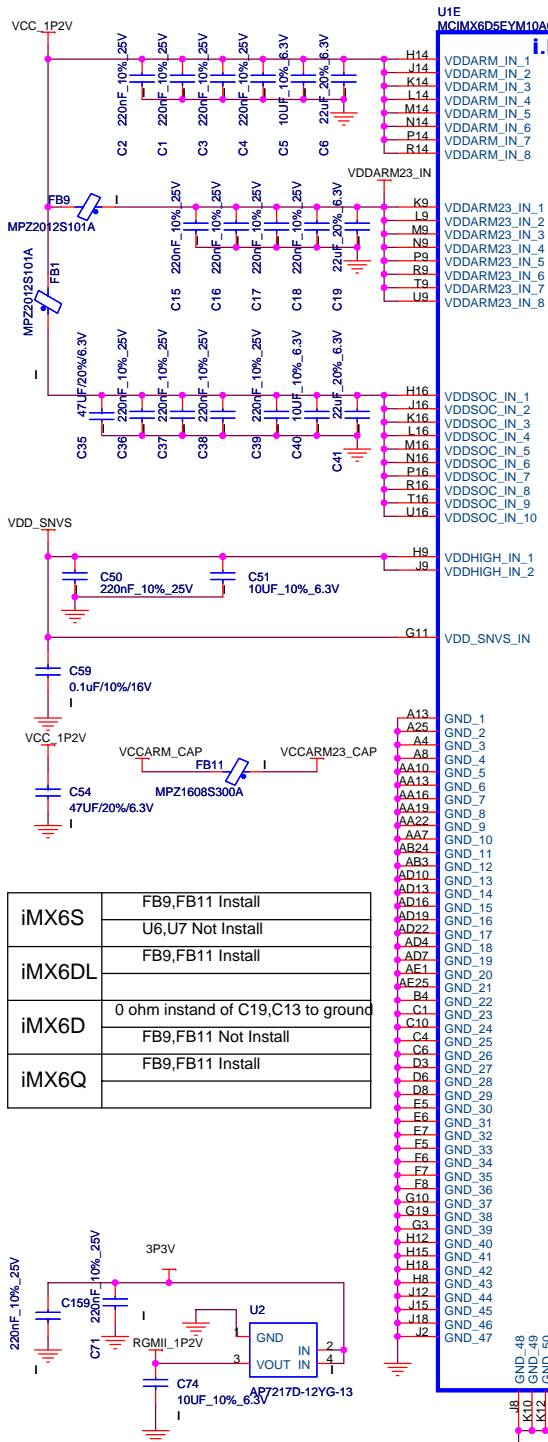 U1E
VCC_1P2V
MCIMX6D5EYM10A
i.
220nF_10%_25V
220nF_10%_25V
220nF_10%_25V
220nF_10%_25V
10UF_10%_6.3V
22uF_20%_6.3V
C2
C1
C3
C4
C5
C6
H14 VDDARM_IN_1
J14 VDDARM_IN_2
K14 VDDARM_IN_3
L14 VDDARM_IN_4
M14 VDDARM_IN_5
N14 VDDARM_IN_6
P14 VDDARM_IN_7
R14 VDDARM_IN_8
VDDARM23_IN
FB9
MPZ2012S101A
FB1
MPZ2012S101A
220nF_10%_25V
220nF_10%_25V
220nF_10%_25V
220nF_10%_25V
22uF_20%_6.3V
C15
C16
C17
C18
C19
K9 VDDARM23_IN_1
L9 VDDARM23_IN_2
M9 VDDARM23_IN_3
N9 VDDARM23_IN_4
P9 VDDARM23_IN_5
R9 VDDARM23_IN_6
T9 VDDARM23_IN_7
U9 VDDARM23_IN_8
47UF/20%/6.3V
220nF_10%_25V
220nF_10%_25V
220nF_10%_25V
220nF_10%_25V
10UF_10%_6.3V
22uF_20%_6.3V
C35
C36
C37
C38
C39
C40
C41
H16 VDDSOC_IN_1
J16 VDDSOC_IN_2
K16 VDDSOC_IN_3
L16 VDDSOC_IN_4
M16 VDDSOC_IN_5
N16 VDDSOC_IN_6
P16 VDDSOC_IN_7
R16 VDDSOC_IN_8
T16 VDDSOC_IN_9
U16 VDDSOC_IN_10
VDD_SNVS
H9 VDDHIGH_IN_1
J9 VDDHIGH_IN_2
C50
220nF_10%_25V
C51
10UF_10%_6.3V
G11 VDD_SNVS_IN
C59
0.1uF/10%/16V
VCC_1P2V
C54
47UF/20%/6.3V
VCCARM_CAP
FB11
MPZ1608S300A
VCCARM23_CAP
A13 GND_1
A25 GND_2
A4 GND_3
A8 GND_4
AA10 GND_5
AA13 GND_6
AA16 GND_7
AA19 GND_8
AA22 GND_9
AA7 GND_10
AB24 GND_11
AB3 GND_12
AD10 GND_13
AD13 GND_14
AD16 GND_15
AD19 GND_16
AD22 GND_17
AD4 GND_18
AD7 GND_19
AE1 GND_20
AE25 GND_21
B4 GND_22
C1 GND_23
C10 GND_24
C4 GND_25
C6 GND_26
D3 GND_27
D6 GND_28
D8 GND_29
E5 GND_30
E6 GND_31
E7 GND_32
F5 GND_33
F6 GND_34
F7 GND_35
F8 GND_36
G10 GND_37
G19 GND_38
G3 GND_39
H12 GND_40
H15 GND_41
H18 GND_42
H8 GND_43
J12 GND_44
J15 GND_45
J18 GND_46
J2 GND_47
J8 GND_48
K10 GND_49
K12 GND_50
iMX6S
FB9,FB11 Install
U6,U7 Not Install
iMX6DL
FB9,FB11 Install
iMX6D
0 ohm instand of C19,C13 to ground
FB9,FB11 Not Install
iMX6Q
FB9,FB11 Install
3P3V
220nF_10%_25V
C159
220nF_10%_25V
C71
U2
1 GND
IN 2
3 VOUT IN 4
AP7217D-12YG-13
RGMII_1P2V
C74
10UF_10%_6.3V